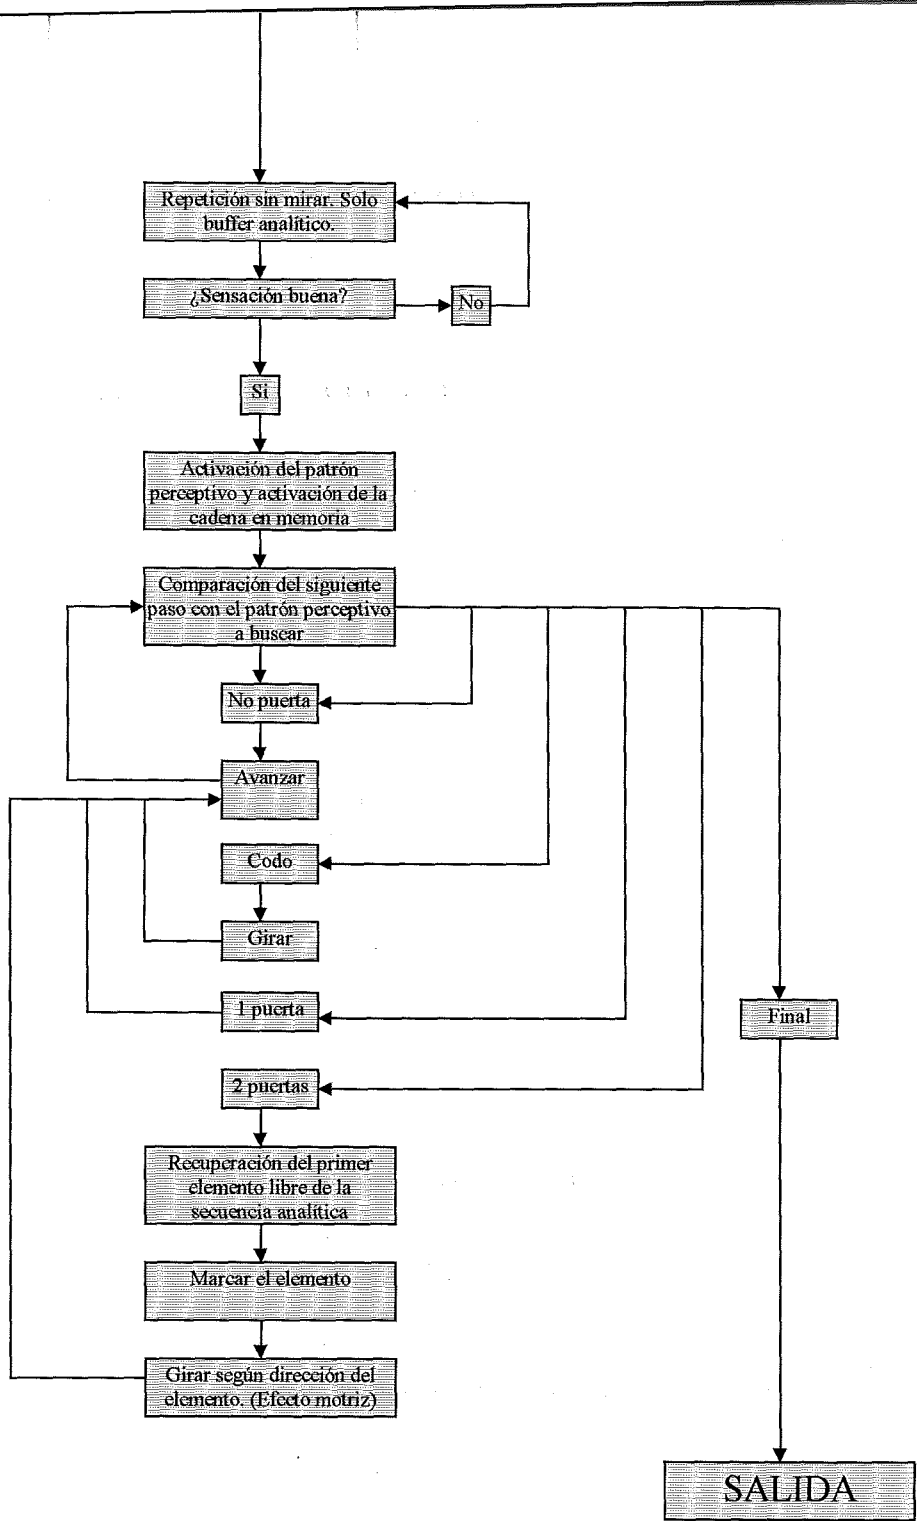 Repetición sin mirar. Solo
buffer analítico.
¿Sensación buena?
No
Si
Activación del patrón
perceptivo y activación de la
cadena en memoria
Comparación del siguiente
paso con el patrón perceptivo
a buscar
No puerta
Avanzar
Codo
Girar
1 puerta
Final
2 puertas
Recuperación del primer
elemento libre de la
secuencia analítica
Marcar el elemento
Girar según dirección del
elemento. (Efecto motriz)
SALIDA